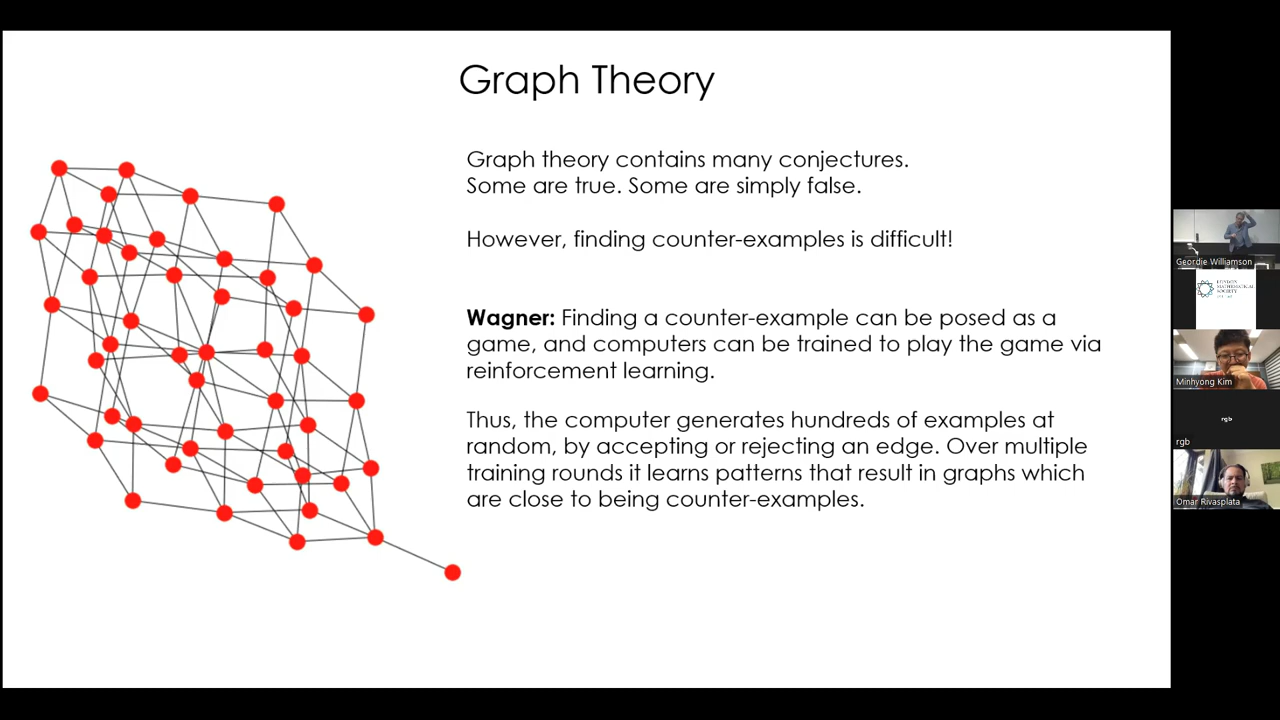 Graph Theory
Graph theory contains many conjectures.
Some are true. Some are simply false.
However, finding counter-examples is difficult!
Wagner: Finding a counter-example can be posed as a
game, and computers can be trained to play the game via
reinforcement learning.
Thus, the computer generates hundreds of examples at
random, by accepting or rejecting an edge. Over multiple
training rounds it learns patterns that result in graphs which
are close to being counter-examples.
Geordie Williamson
LONDON
MATHEMATICAL
SOCIETY
Minhyong Kim
rgb
rgb
Omar Rivasplata